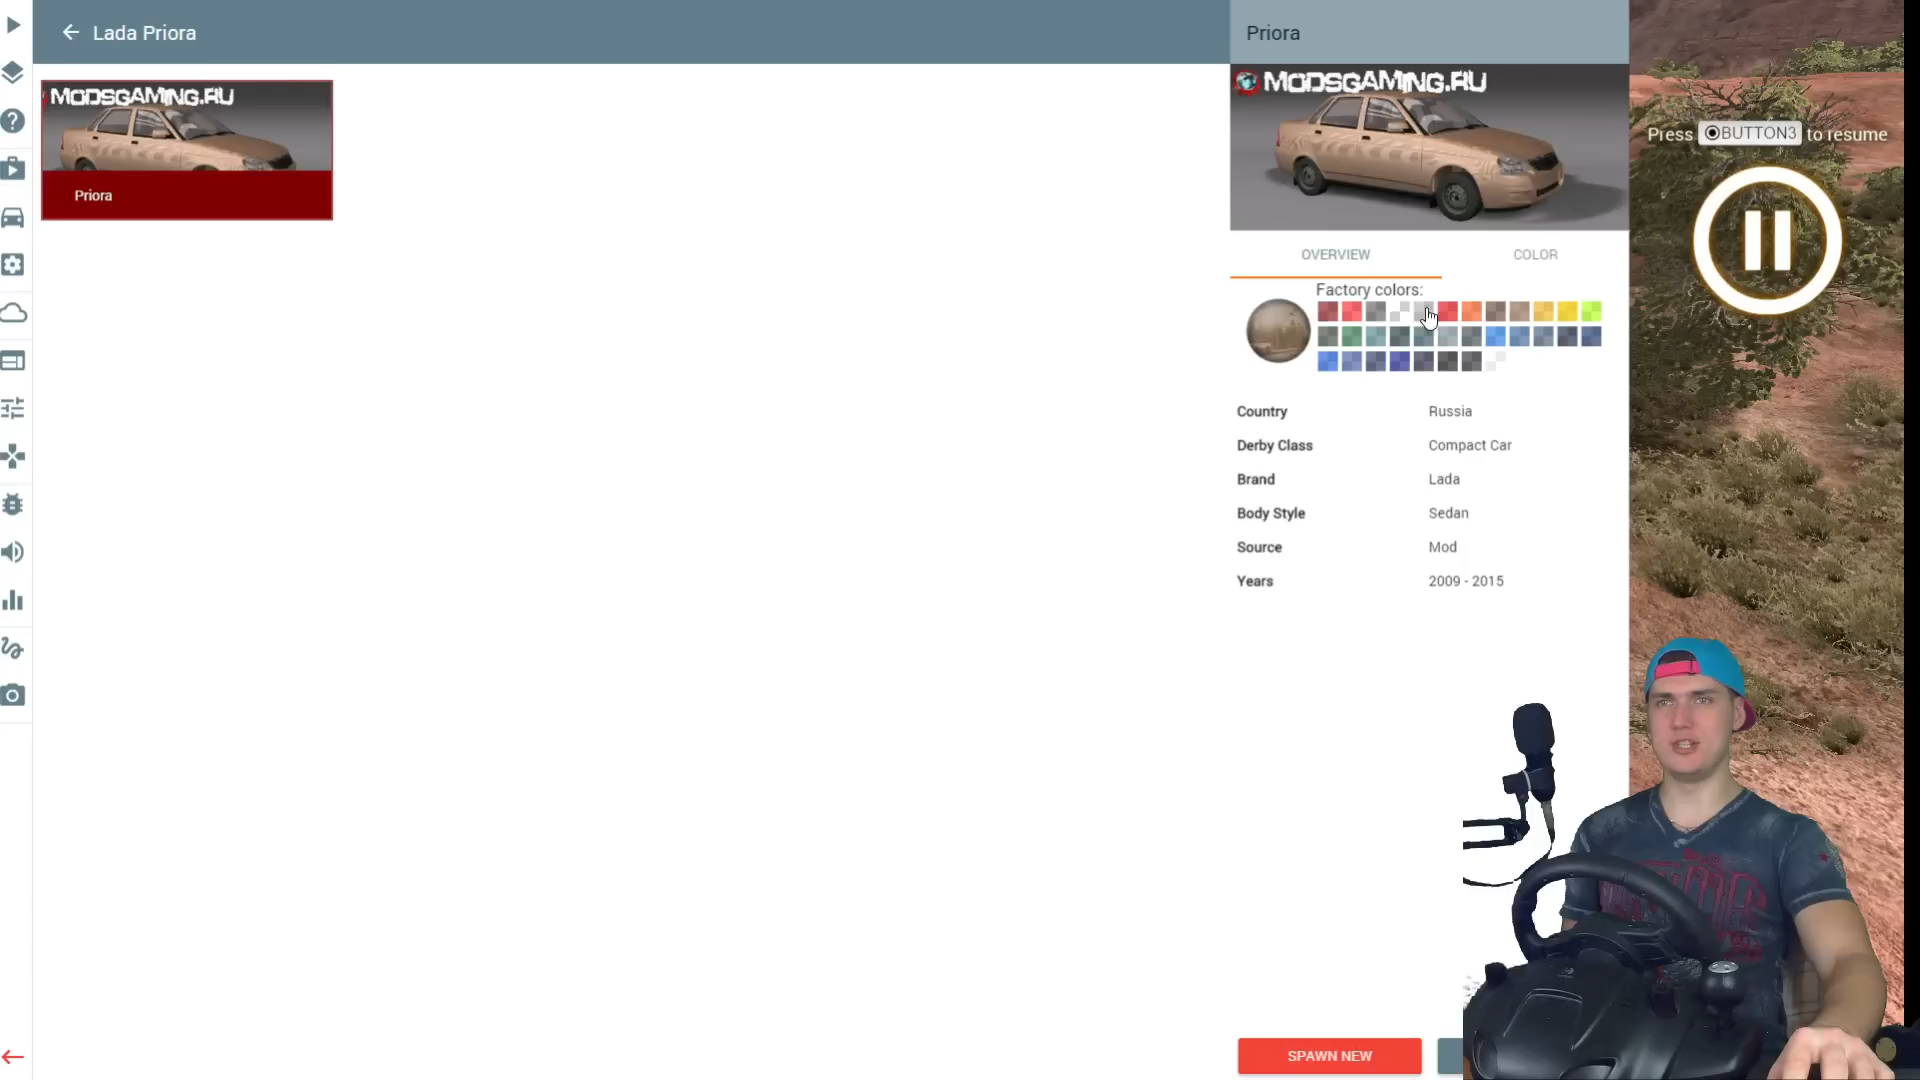 Lada Priora
MODSGAMING.RU
Priora
Priora
MODSGAMING.RU
OVERVIEW
COLOR
Factory colors:
Country Russia
Derby Class Compact Car
Brand Lada
Body Style Sedan
Source Mod
Years 2009 - 2015
SPAWN NEW
Press BUTTON3 to resume